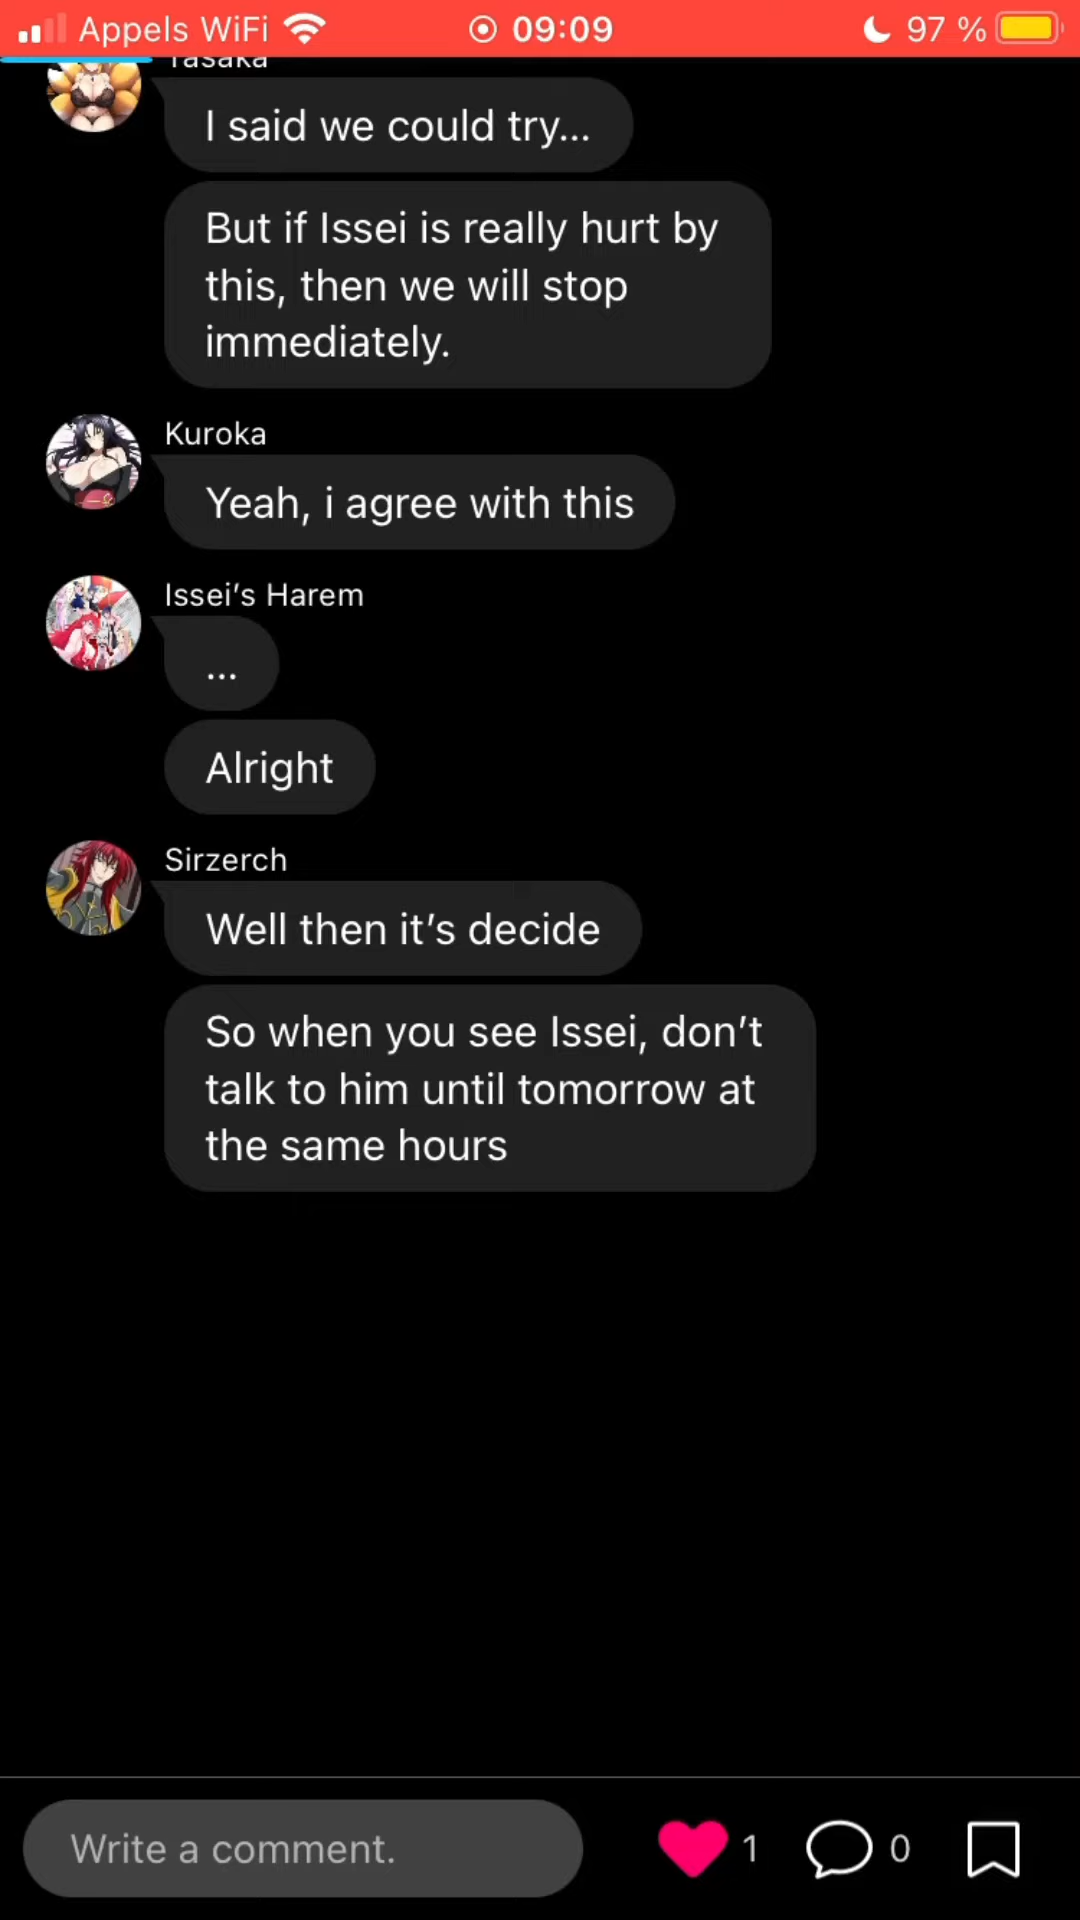 Appels WiFi 09:09 97 %
Yasaka
I said we could try...
But if Issei is really hurt by
this, then we will stop
immediately.
Kuroka
Yeah, i agree with this
Issei’s Harem
...
Alright
Sirzerch
Well then it’s decide
So when you see Issei, don’t
talk to him until tomorrow at
the same hours
Write a comment. 1 0